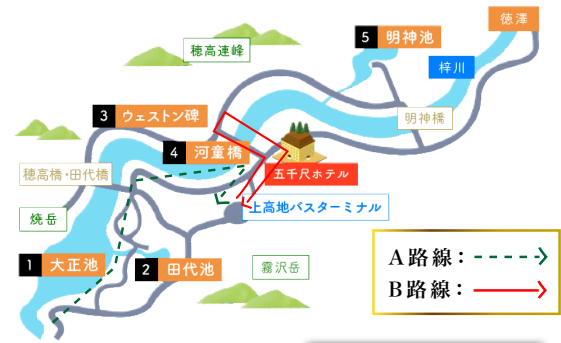 徳澤
5 明神池
穂高連峰
梓川
3 ウェストン碑
明神橋
4 河童橋
穂高橋・田代橋
五千尺ホテル
上高地バスターミナル
焼岳
1 大正池
2 田代池
霧沢岳
A路線：
B路線：